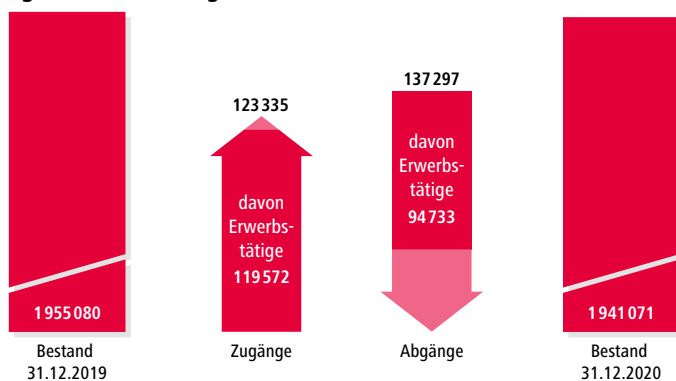 1 955 080
Bestand
31.12.2019
123 335
davon
Erwerbs-
tätige
119 572
Zugänge
137 297
davon
Erwerbs-
tätige
94 733
Abgänge
1 941 071
Bestand
31.12.2020